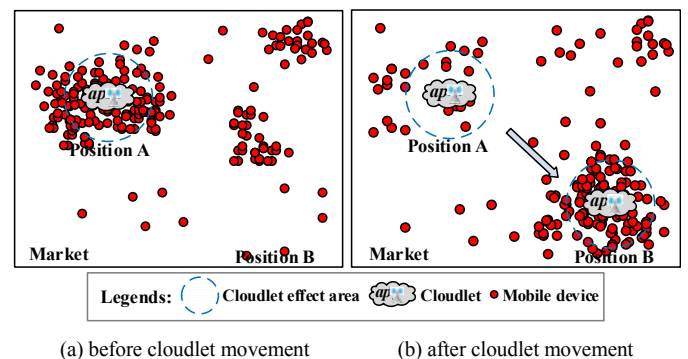 ap
Position A
Market
Position B
ap
Position A
ap
Market
Position B
Legends: Cloudlet effect area Cloudlet Mobile device
(a) before cloudlet movement
(b) after cloudlet movement